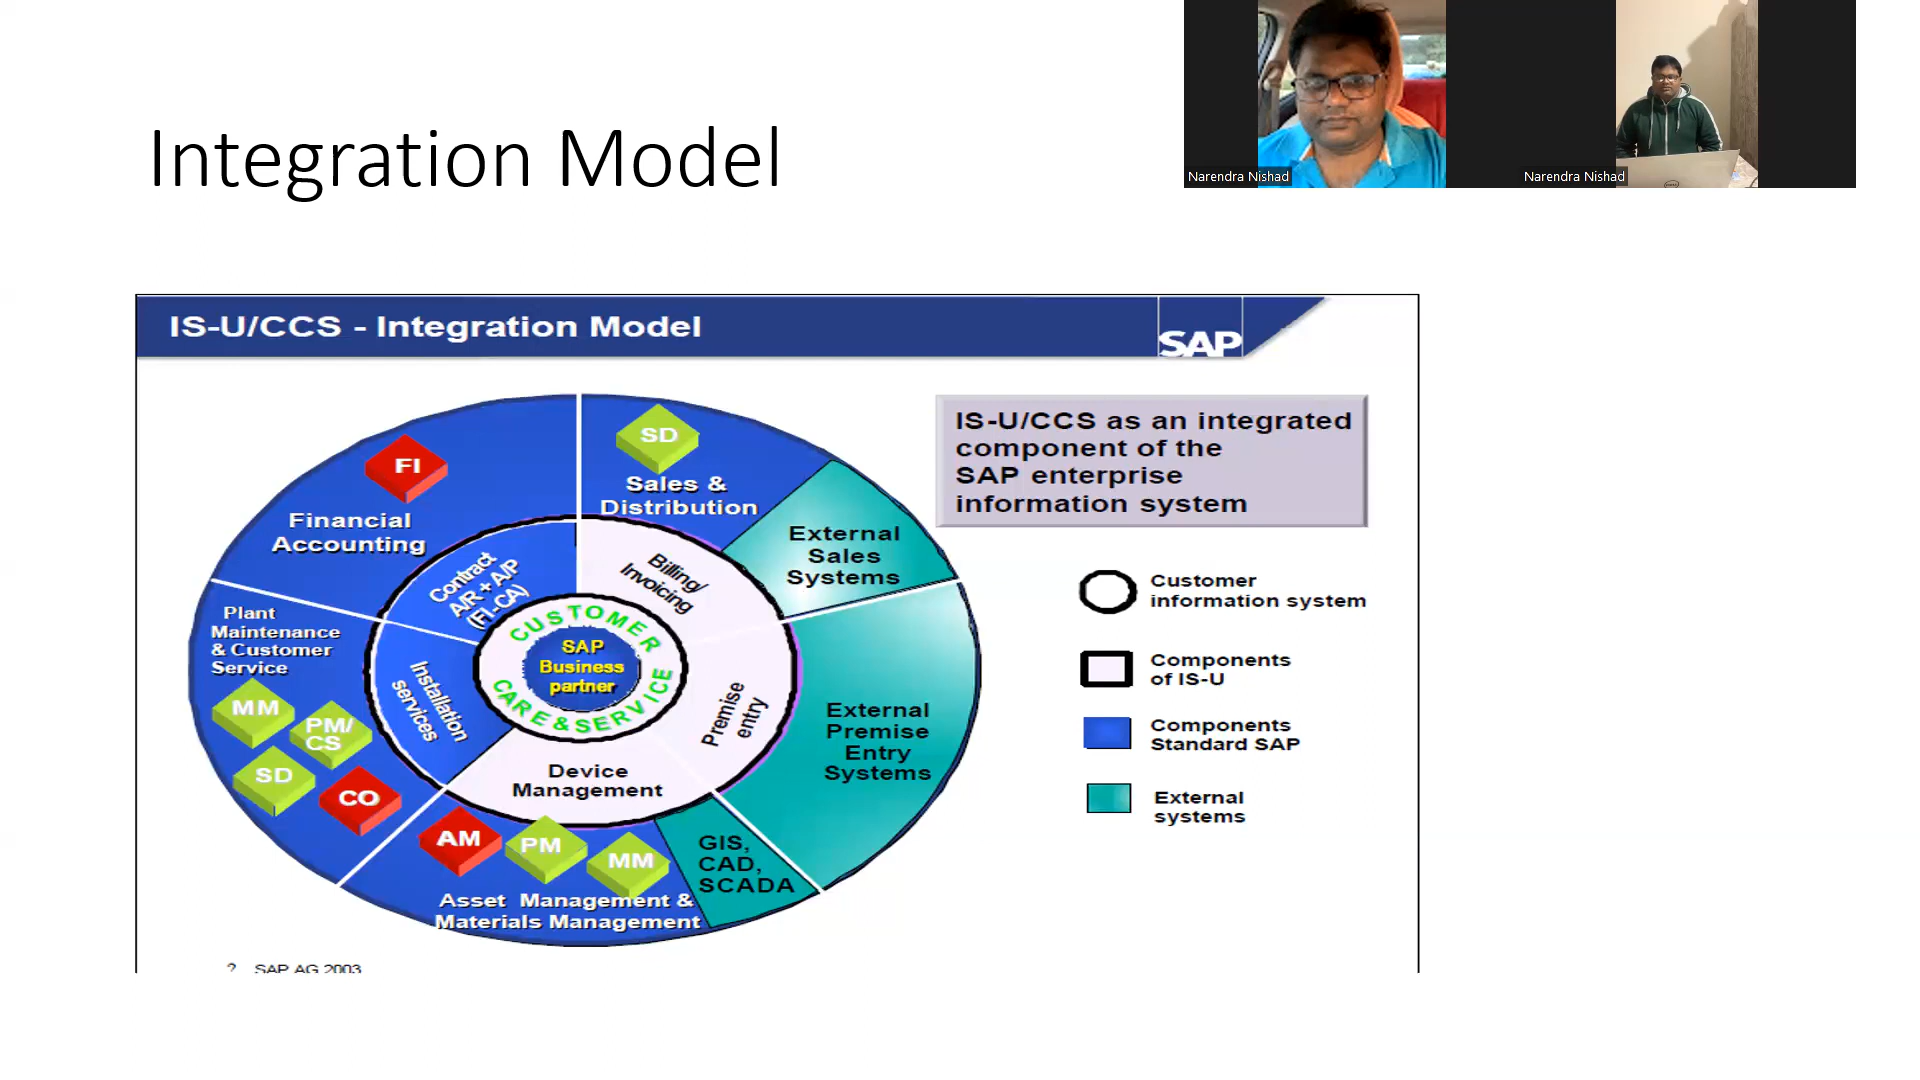 Integration Model
Narendra Nishad
Narendra Nishad
IS-U/CCS - Integration Model
SAP
IS-U/CCS as an integrated
component of the
SAP enterprise
information system
FI
Financial
Accounting
SD
Sales &
Distribution
External
Sales
Systems
Contract
A/R + A/P
(FI-CA)
Billing/
Invoicing
CUSTOMER
CARE & SERVICE
SAP
Business
partner
Plant
Maintenance
& Customer
Service
MM
PM/
CS
SD
CO
Installation
services
Premise
entry
External
Premise
Entry
Systems
Device
Management
AM
PM
MM
Asset Management &
Materials Management
GIS,
CAD,
SCADA
Customer
information system
Components
of IS-U
Components
Standard SAP
External
systems
? SAP AG 2003